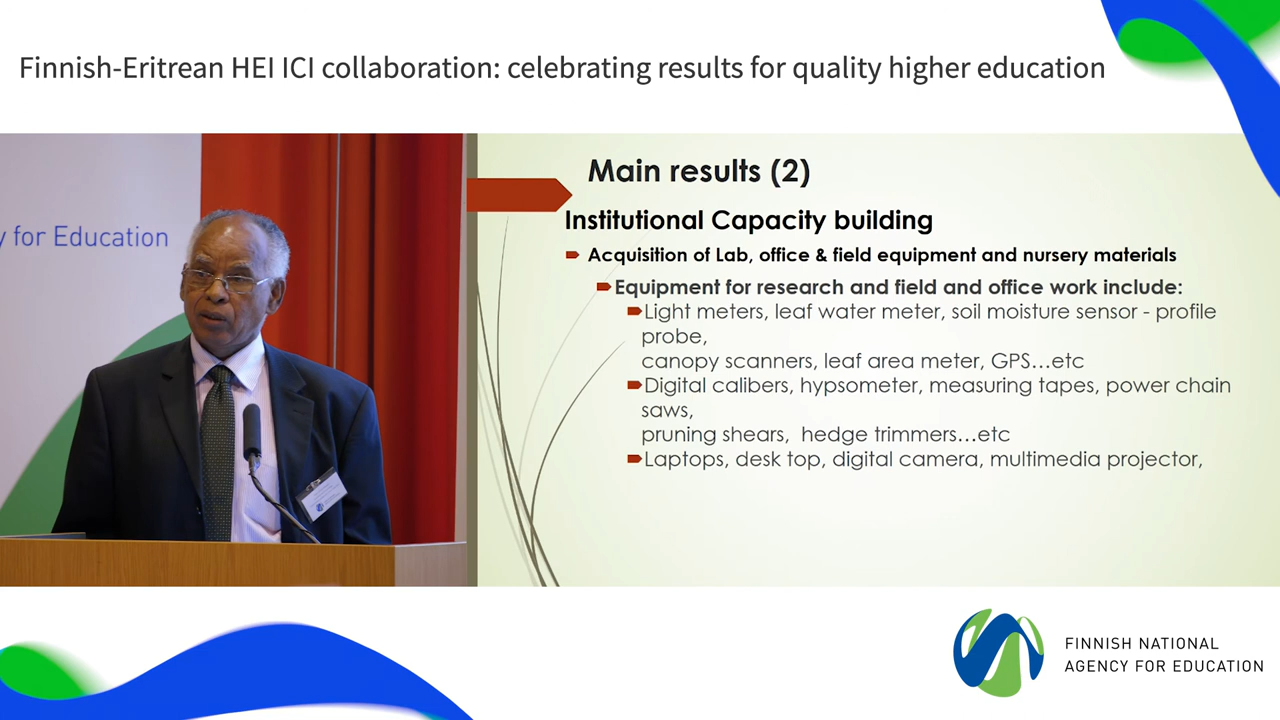 Finnish-Eritrean HEI ICI collaboration: celebrating results for quality higher education
y for Education
Main results (2)
Institutional Capacity building
Acquisition of Lab, office & field equipment and nursery materials
Equipment for research and field and office work include:
Light meters, leaf water meter, soil moisture sensor - profile
probe,
canopy scanners, leaf area meter, GPS...etc
Digital calibers, hypsometer, measuring tapes, power chain
saws,
pruning shears, hedge trimmers...etc
Laptops, desk top, digital camera, multimedia projector,
FINNISH NATIONAL
AGENCY FOR EDUCATION